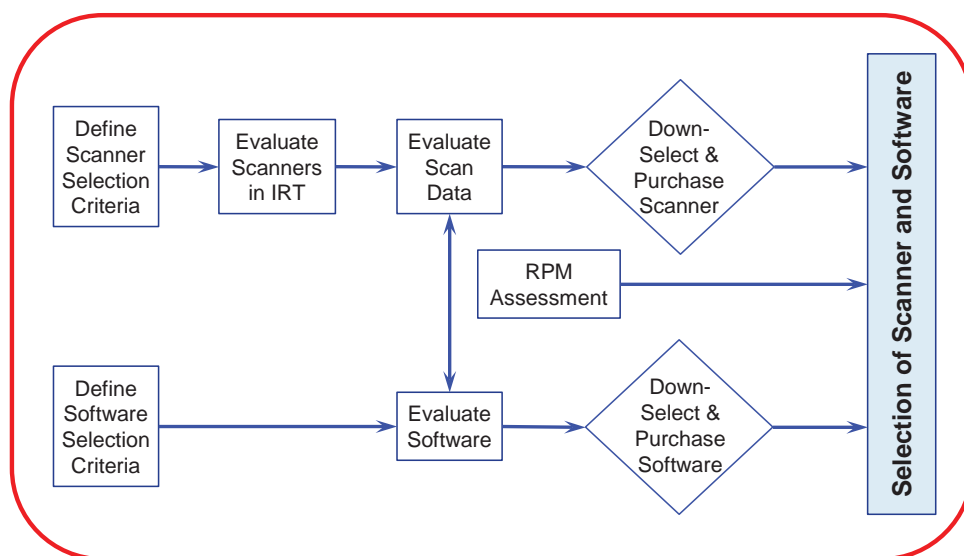 Define
Scanner
Selection
Criteria
Evaluate
Scanners
in IRT
Evaluate
Scan
Data
Down-
Select &
Purchase
Scanner
RPM
Assessment
Define
Software
Selection
Criteria
Evaluate
Software
Down-
Select &
Purchase
Software
Selection of Scanner and Software